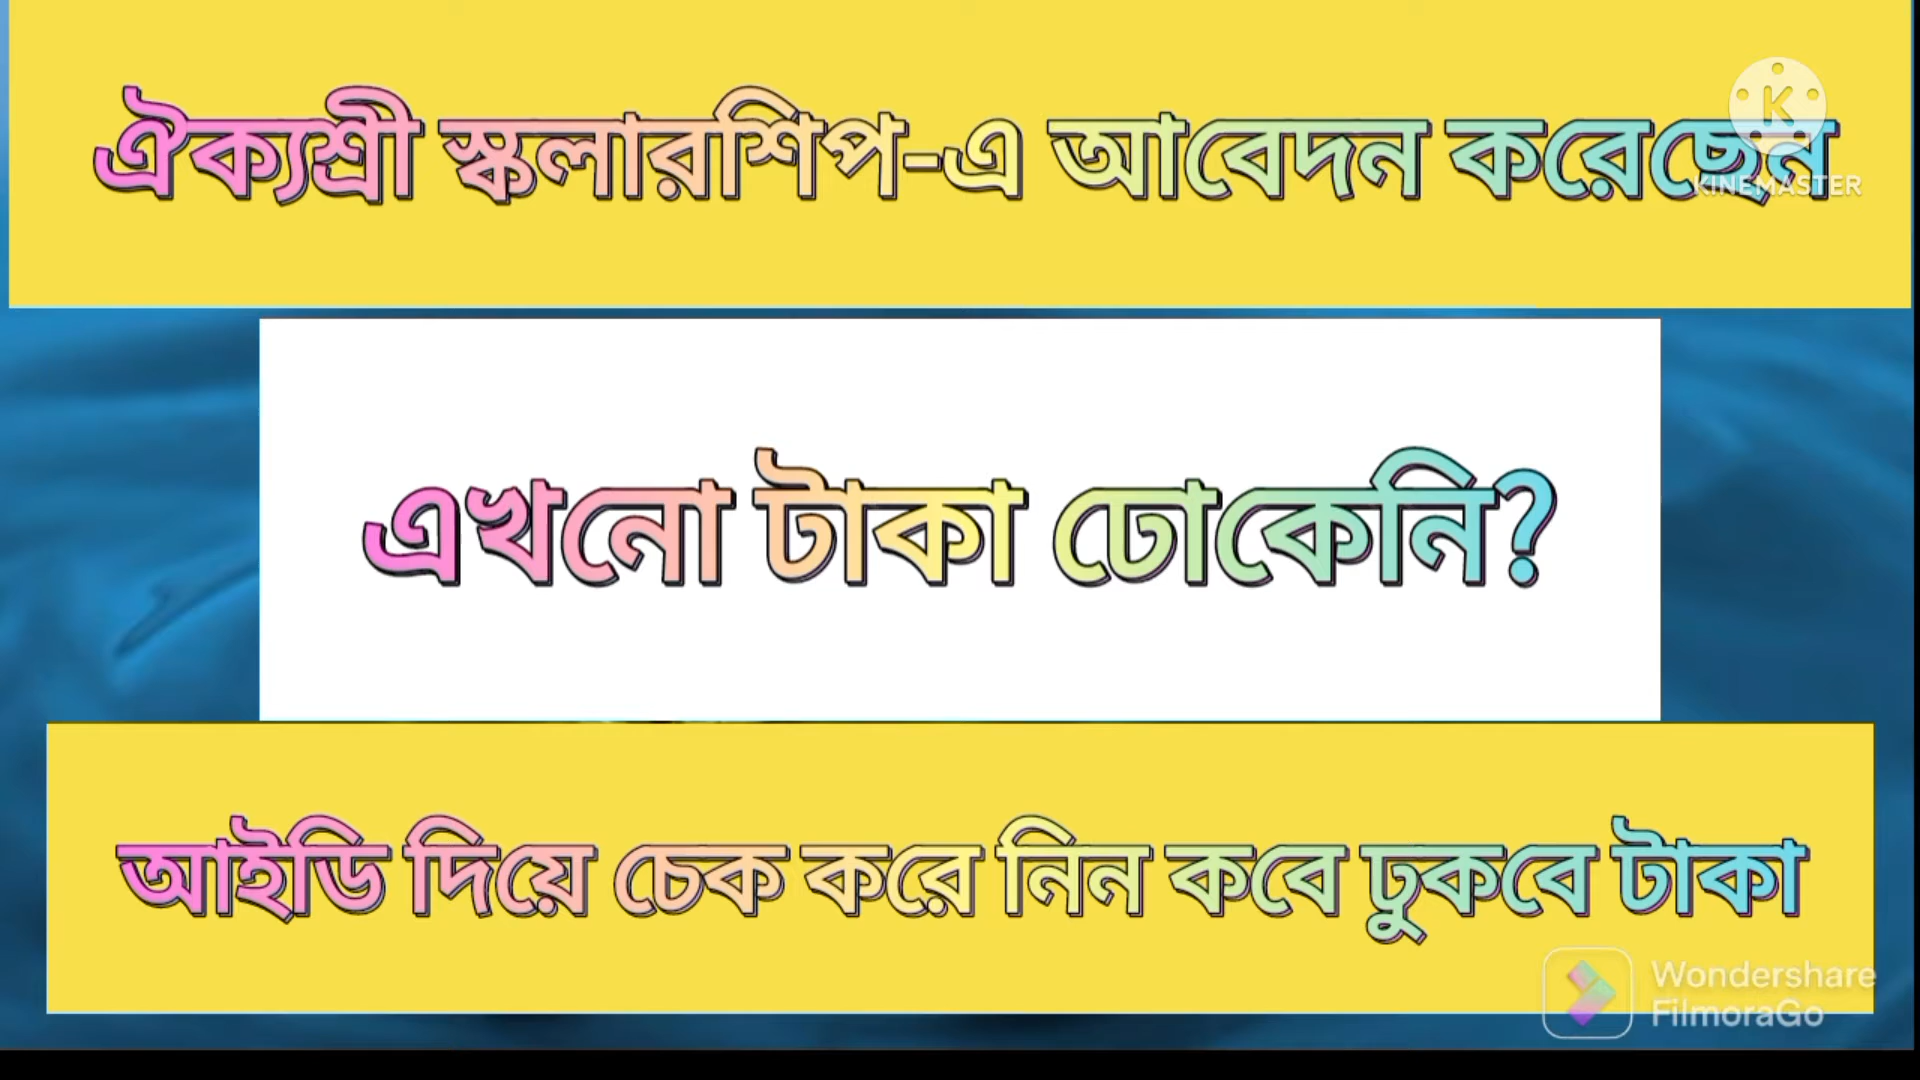 ঐক্যশ্রী স্কলারশিপ-এ আবেদন করেছেন
KINEMASTER
এখনো টাকা ঢোকেনি?
আইডি দিয়ে চেক করে নিন কবে ঢুকবে টাকা
Wondershare
FilmoraGo